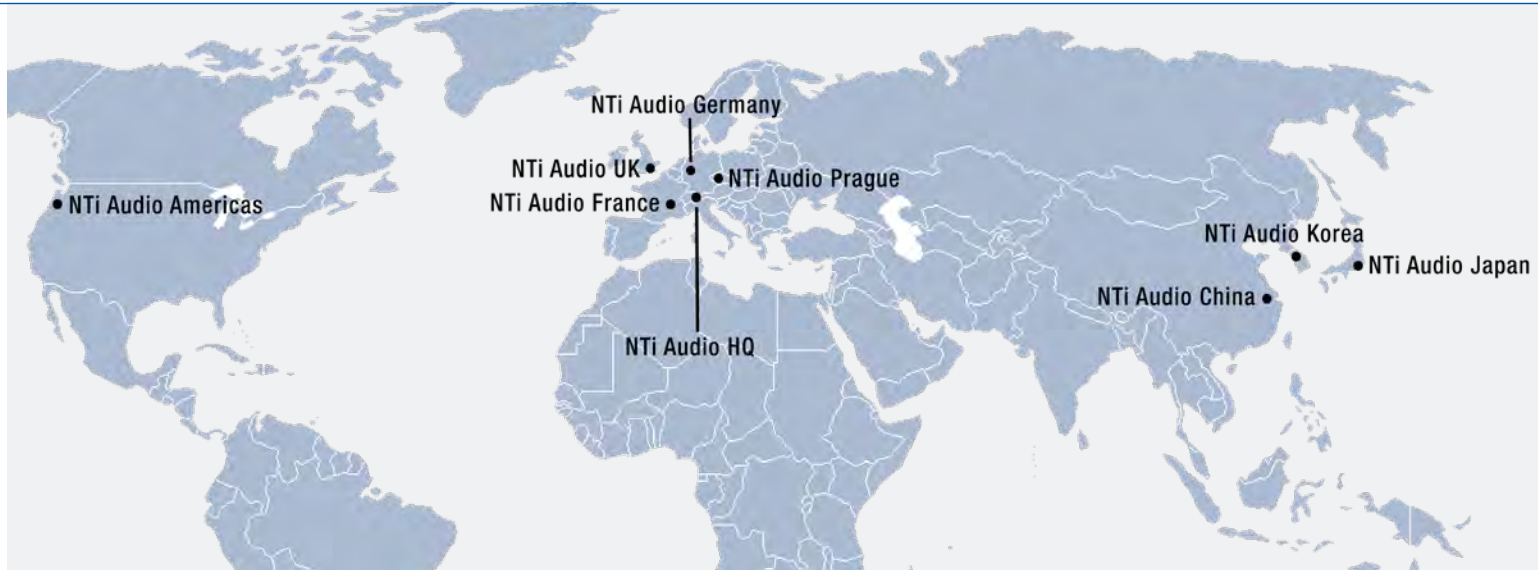 NTi Audio Germany
NTi Audio UK
NTi Audio Prague
NTi Audio Americas
NTi Audio France
NTi Audio Korea
NTi Audio Japan
NTi Audio China
NTi Audio HQ